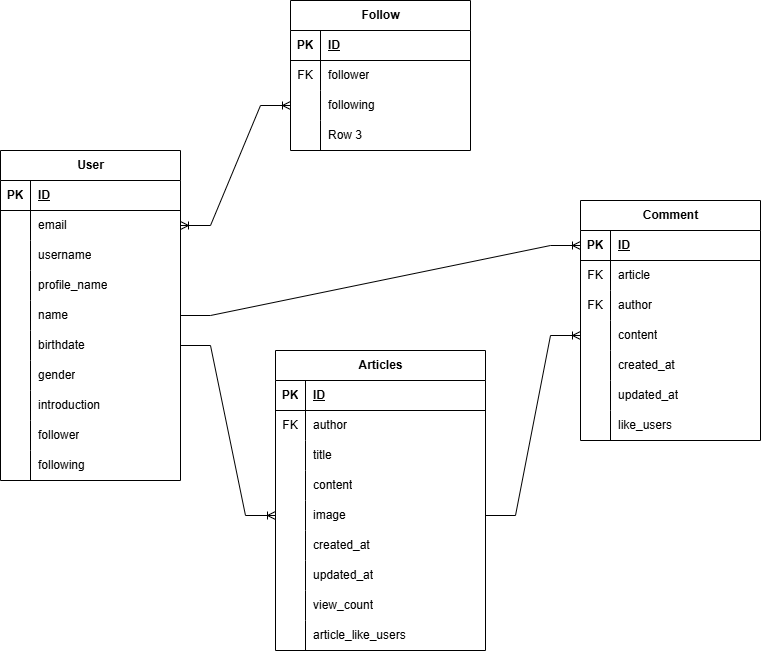 Follow
PK ID
FK follower
following
Row 3
User
PK ID
email
username
profile_name
name
birthdate
gender
introduction
follower
following
Comment
PK ID
FK article
FK author
content
created_at
updated_at
like_users
Articles
PK ID
FK author
title
content
image
created_at
updated_at
view_count
article_like_users